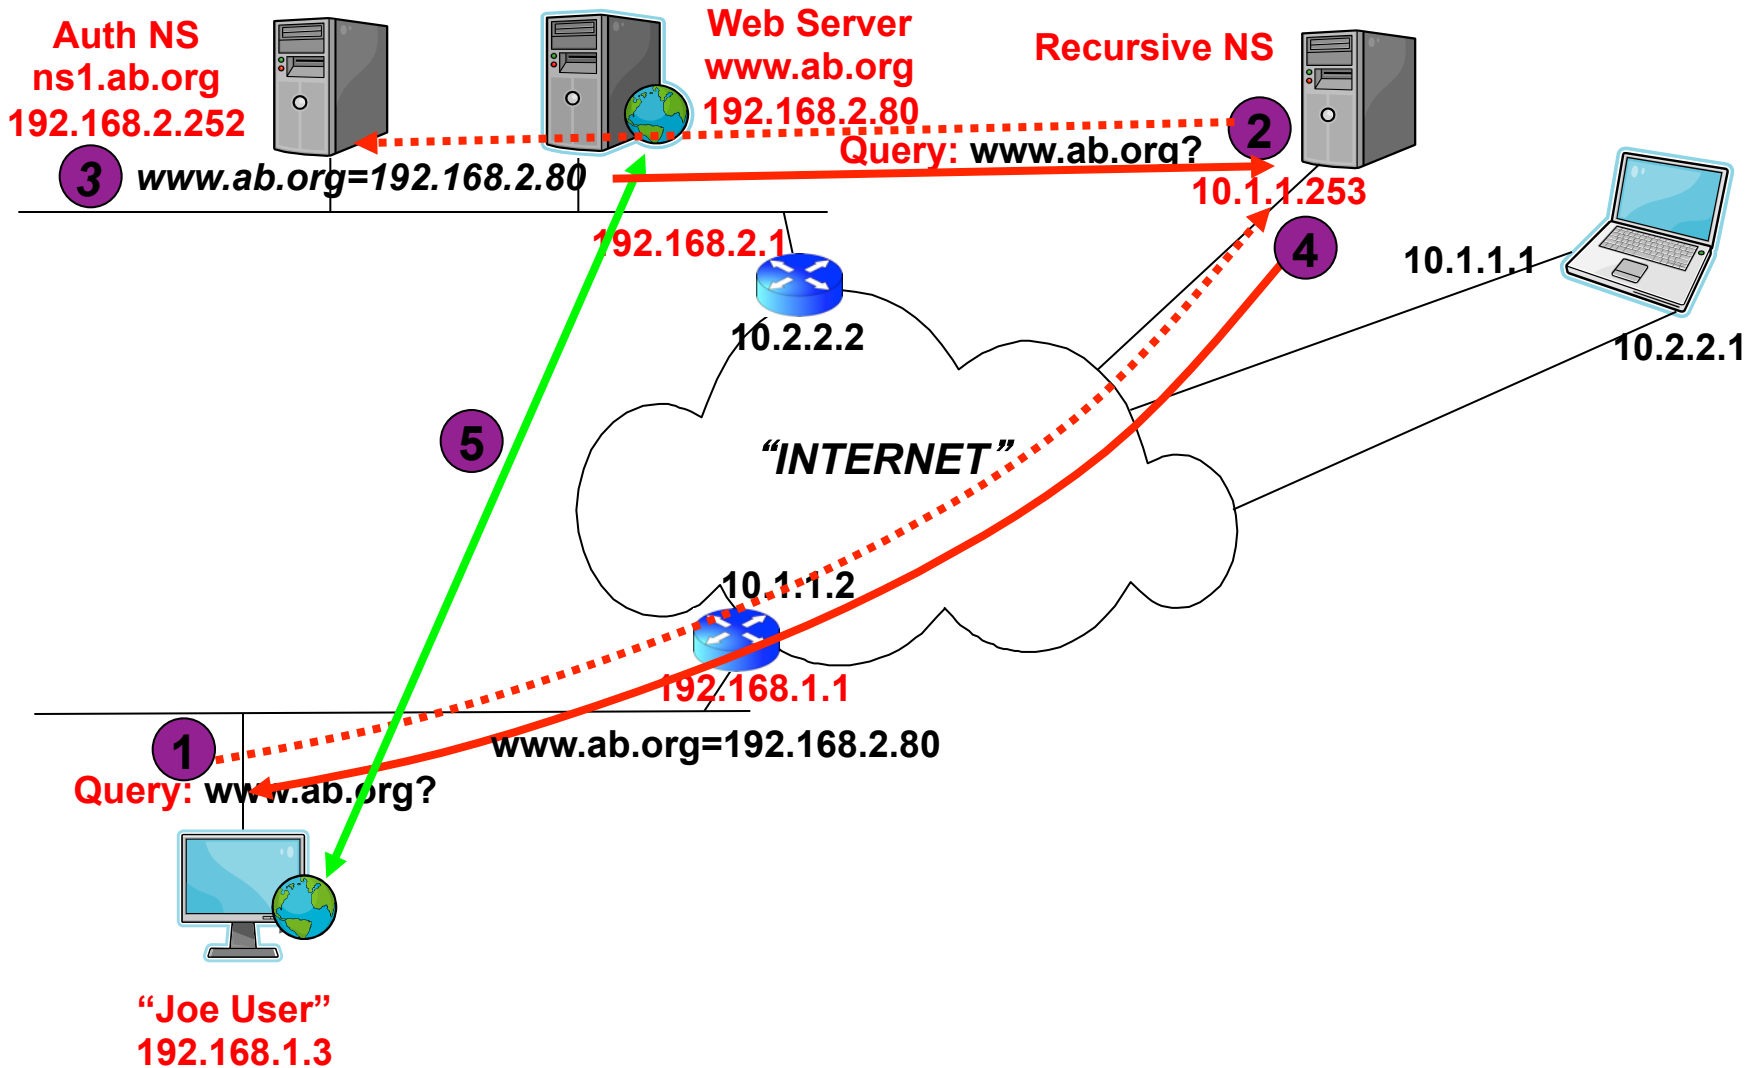 Auth NS
ns1.ab.org
192.168.2.252
Web Server
www.ab.org
192.168.2.80
Recursive NS
2
Query: www.ab.org?
3
www.ab.org=192.168.2.80
10.1.1.253
192.168.2.1
4
10.1.1.1
10.2.2.2
10.2.2.1
5
“INTERNET”
10.1.1.2
192.168.1.1
1
www.ab.org=192.168.2.80
Query: www.ab.org?
“Joe User”
192.168.1.3